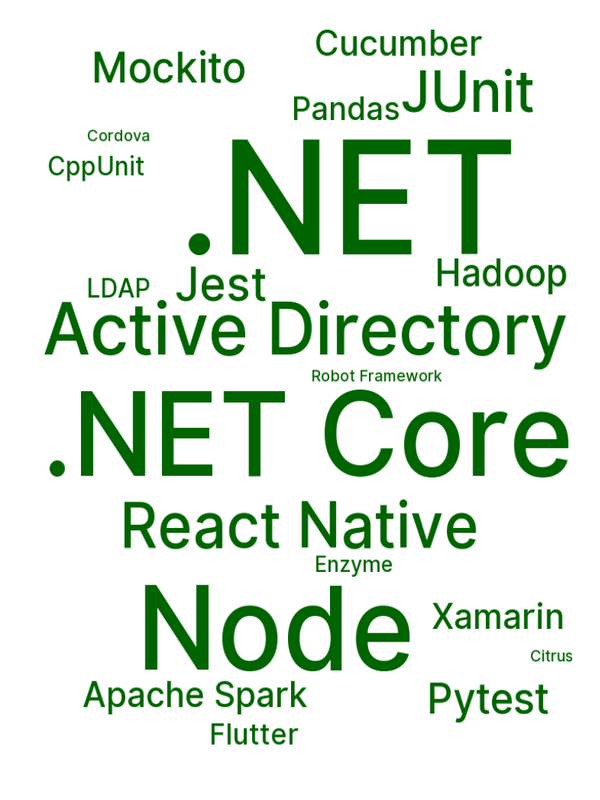 Cucumber
Mockito
JUnit
Pandas
Cordova
CppUnit
.NET
Hadoop
LDAP
Jest
Active Directory
Robot Framework
.NET Core
React Native
Enzyme
Node
Xamarin
Citrus
Apache Spark
Pytest
Flutter